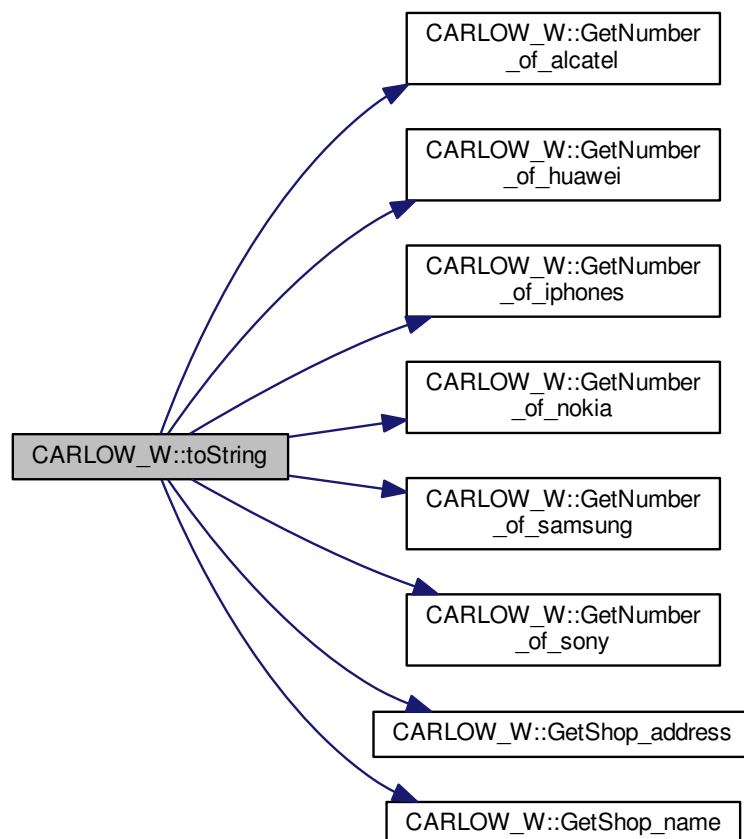 CARLOW_W::GetNumber
_of_alcatel
CARLOW_W::GetNumber
_of_huawei
CARLOW_W::GetNumber
_of_iphones
CARLOW_W::GetNumber
_of_nokia
CARLOW_W::toString
CARLOW_W::GetNumber
_of_samsung
CARLOW_W::GetNumber
_of_sony
CARLOW_W::GetShop_address
CARLOW_W::GetShop_name